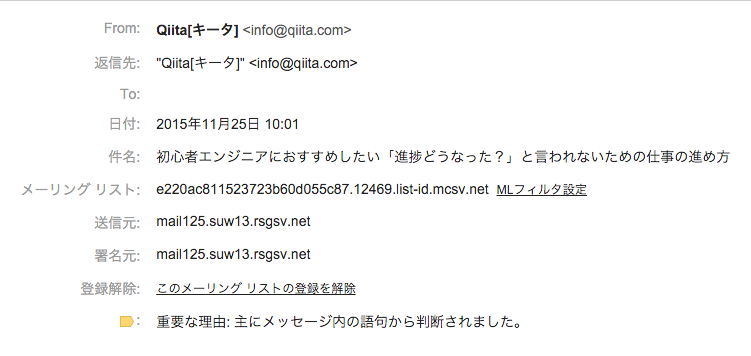 From: Qiita[キータ] <info@qiita.com>
返信先: "Qiita[キータ]" <info@qiita.com>
To:
日付: 2015年11月25日 10:01
件名: 初心者エンジニアにおすすめしたい「進捗どうなった？」と言われないための仕事の進め方
メーリング リスト: e220ac811523723b60d055c87.12469.list-id.mcsv.net MLフィルタ設定
送信元: mail125.suw13.rsgsv.net
署名元: mail125.suw13.rsgsv.net
登録解除: このメーリング リストの登録を解除
: 重要な理由: 主にメッセージ内の語句から判断されました。